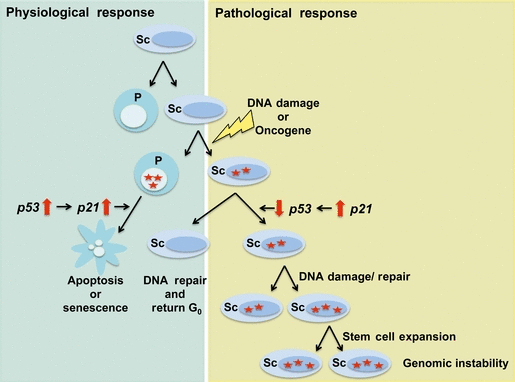 Physiological response
Pathological response
Sc
P
Sc
DNA damage
or
Oncogene
P
Sc
p53 p21
p53 p21
Sc
Sc
Apoptosis
or
senescence
DNA repair
and
return G₀
DNA damage/ repair
Sc
Sc
Stem cell expansion
Sc
Sc
Genomic instability